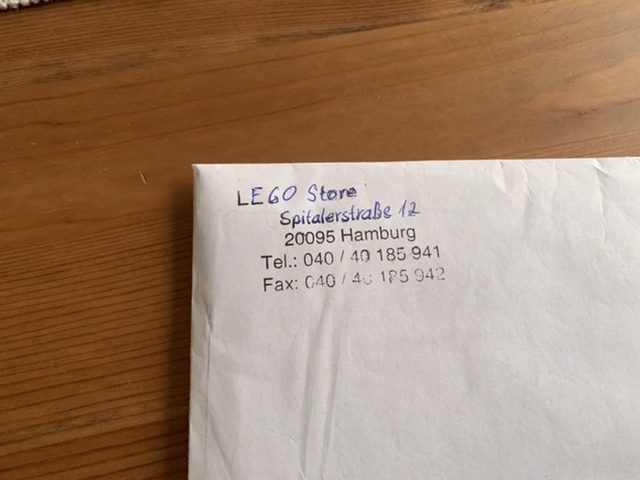 LEGO Store
Spitalerstraße 12
20095 Hamburg
Tel.: 040 / 40 185 941
Fax: 040 / 40 185 942